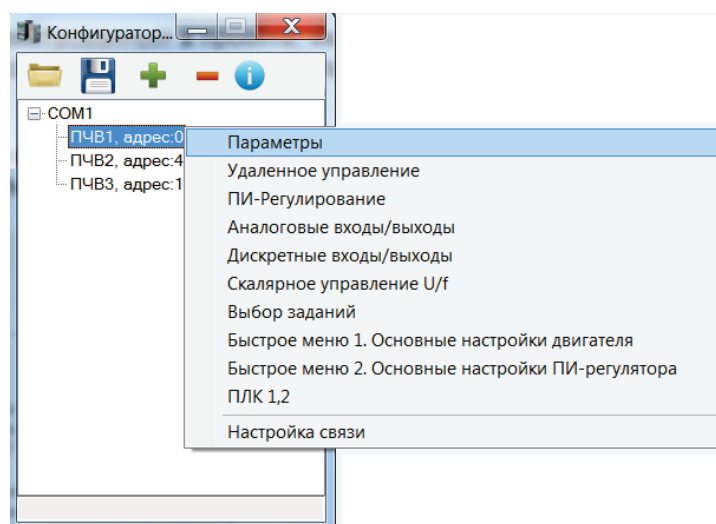 Конфигуратор...
COM1
ПЧВ1, адрес:0
ПЧВ2, адрес:4
ПЧВ3, адрес:1
Параметры
Удаленное управление
ПИ-Регулирование
Аналоговые входы/выходы
Дискретные входы/выходы
Скалярное управление U/f
Выбор заданий
Быстрое меню 1. Основные настройки двигателя
Быстрое меню 2. Основные настройки ПИ-регулятора
ПЛК 1,2
Настройка связи